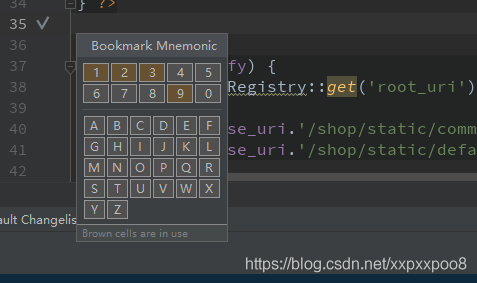 34
} ?>
35
36
Bookmark Mnemonic
37
fy) {
1 2 3 4 5
38
Registry::get('root_uri')
6 7 8 9 0
39
A B C D E F
40
se_uri.'/shop/static/comm
G H I J K L
41
se_uri.'/shop/static/defa
M N O P Q R
42
S T U V W X
Y Z
ault Changelis
Brown cells are in use
https://blog.csdn.net/xxpxxpoo8